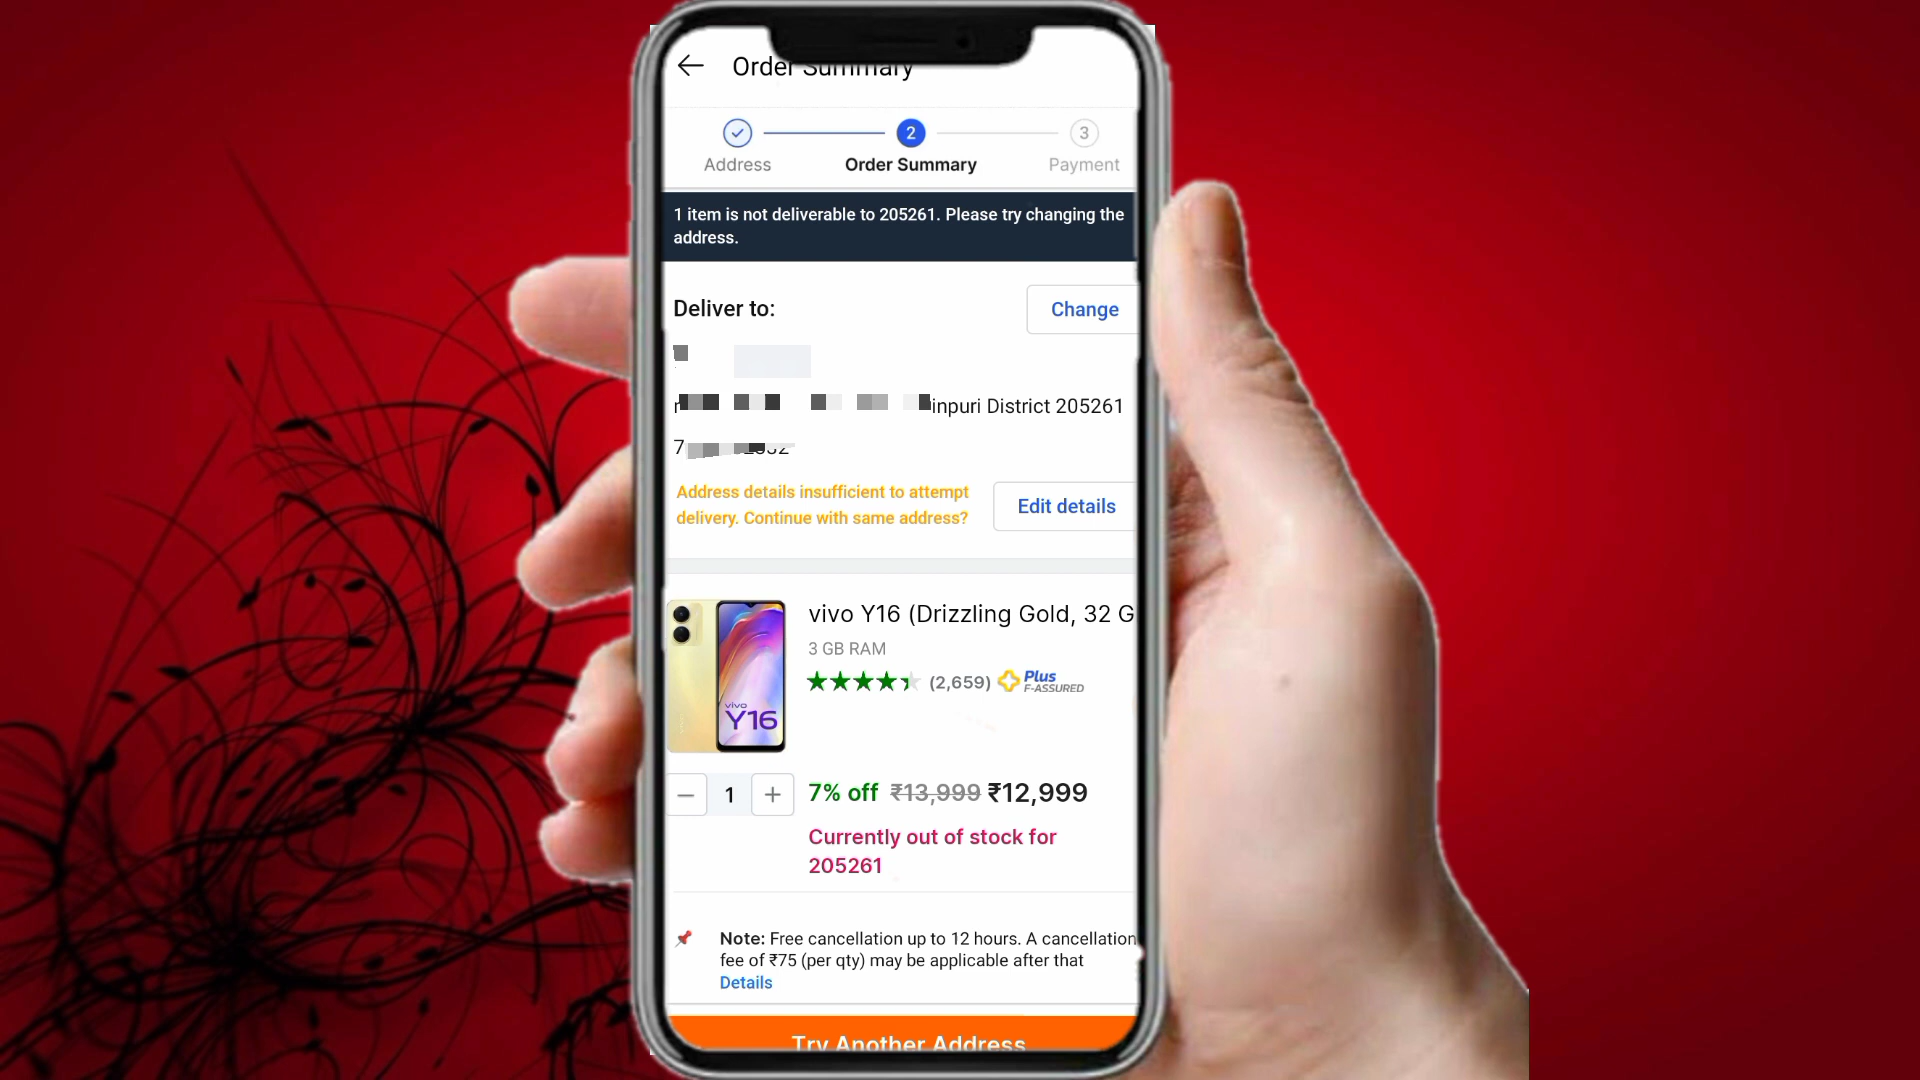 Order Summary
2
3
Address
Order Summary
Payment
1 item is not deliverable to 205261. Please try changing the
address.
Deliver to:
Change
inpuri District 205261
7
Address details insufficient to attempt
delivery. Continue with same address?
Edit details
vivo Y16 (Drizzling Gold, 32 G
3 GB RAM
(2,659)
Plus
F-ASSURED
vivo
Y16
1
7% off ₹13,999 ₹12,999
Currently out of stock for
205261
Note: Free cancellation up to 12 hours. A cancellation
fee of ₹75 (per qty) may be applicable after that
Details
Try Another Address